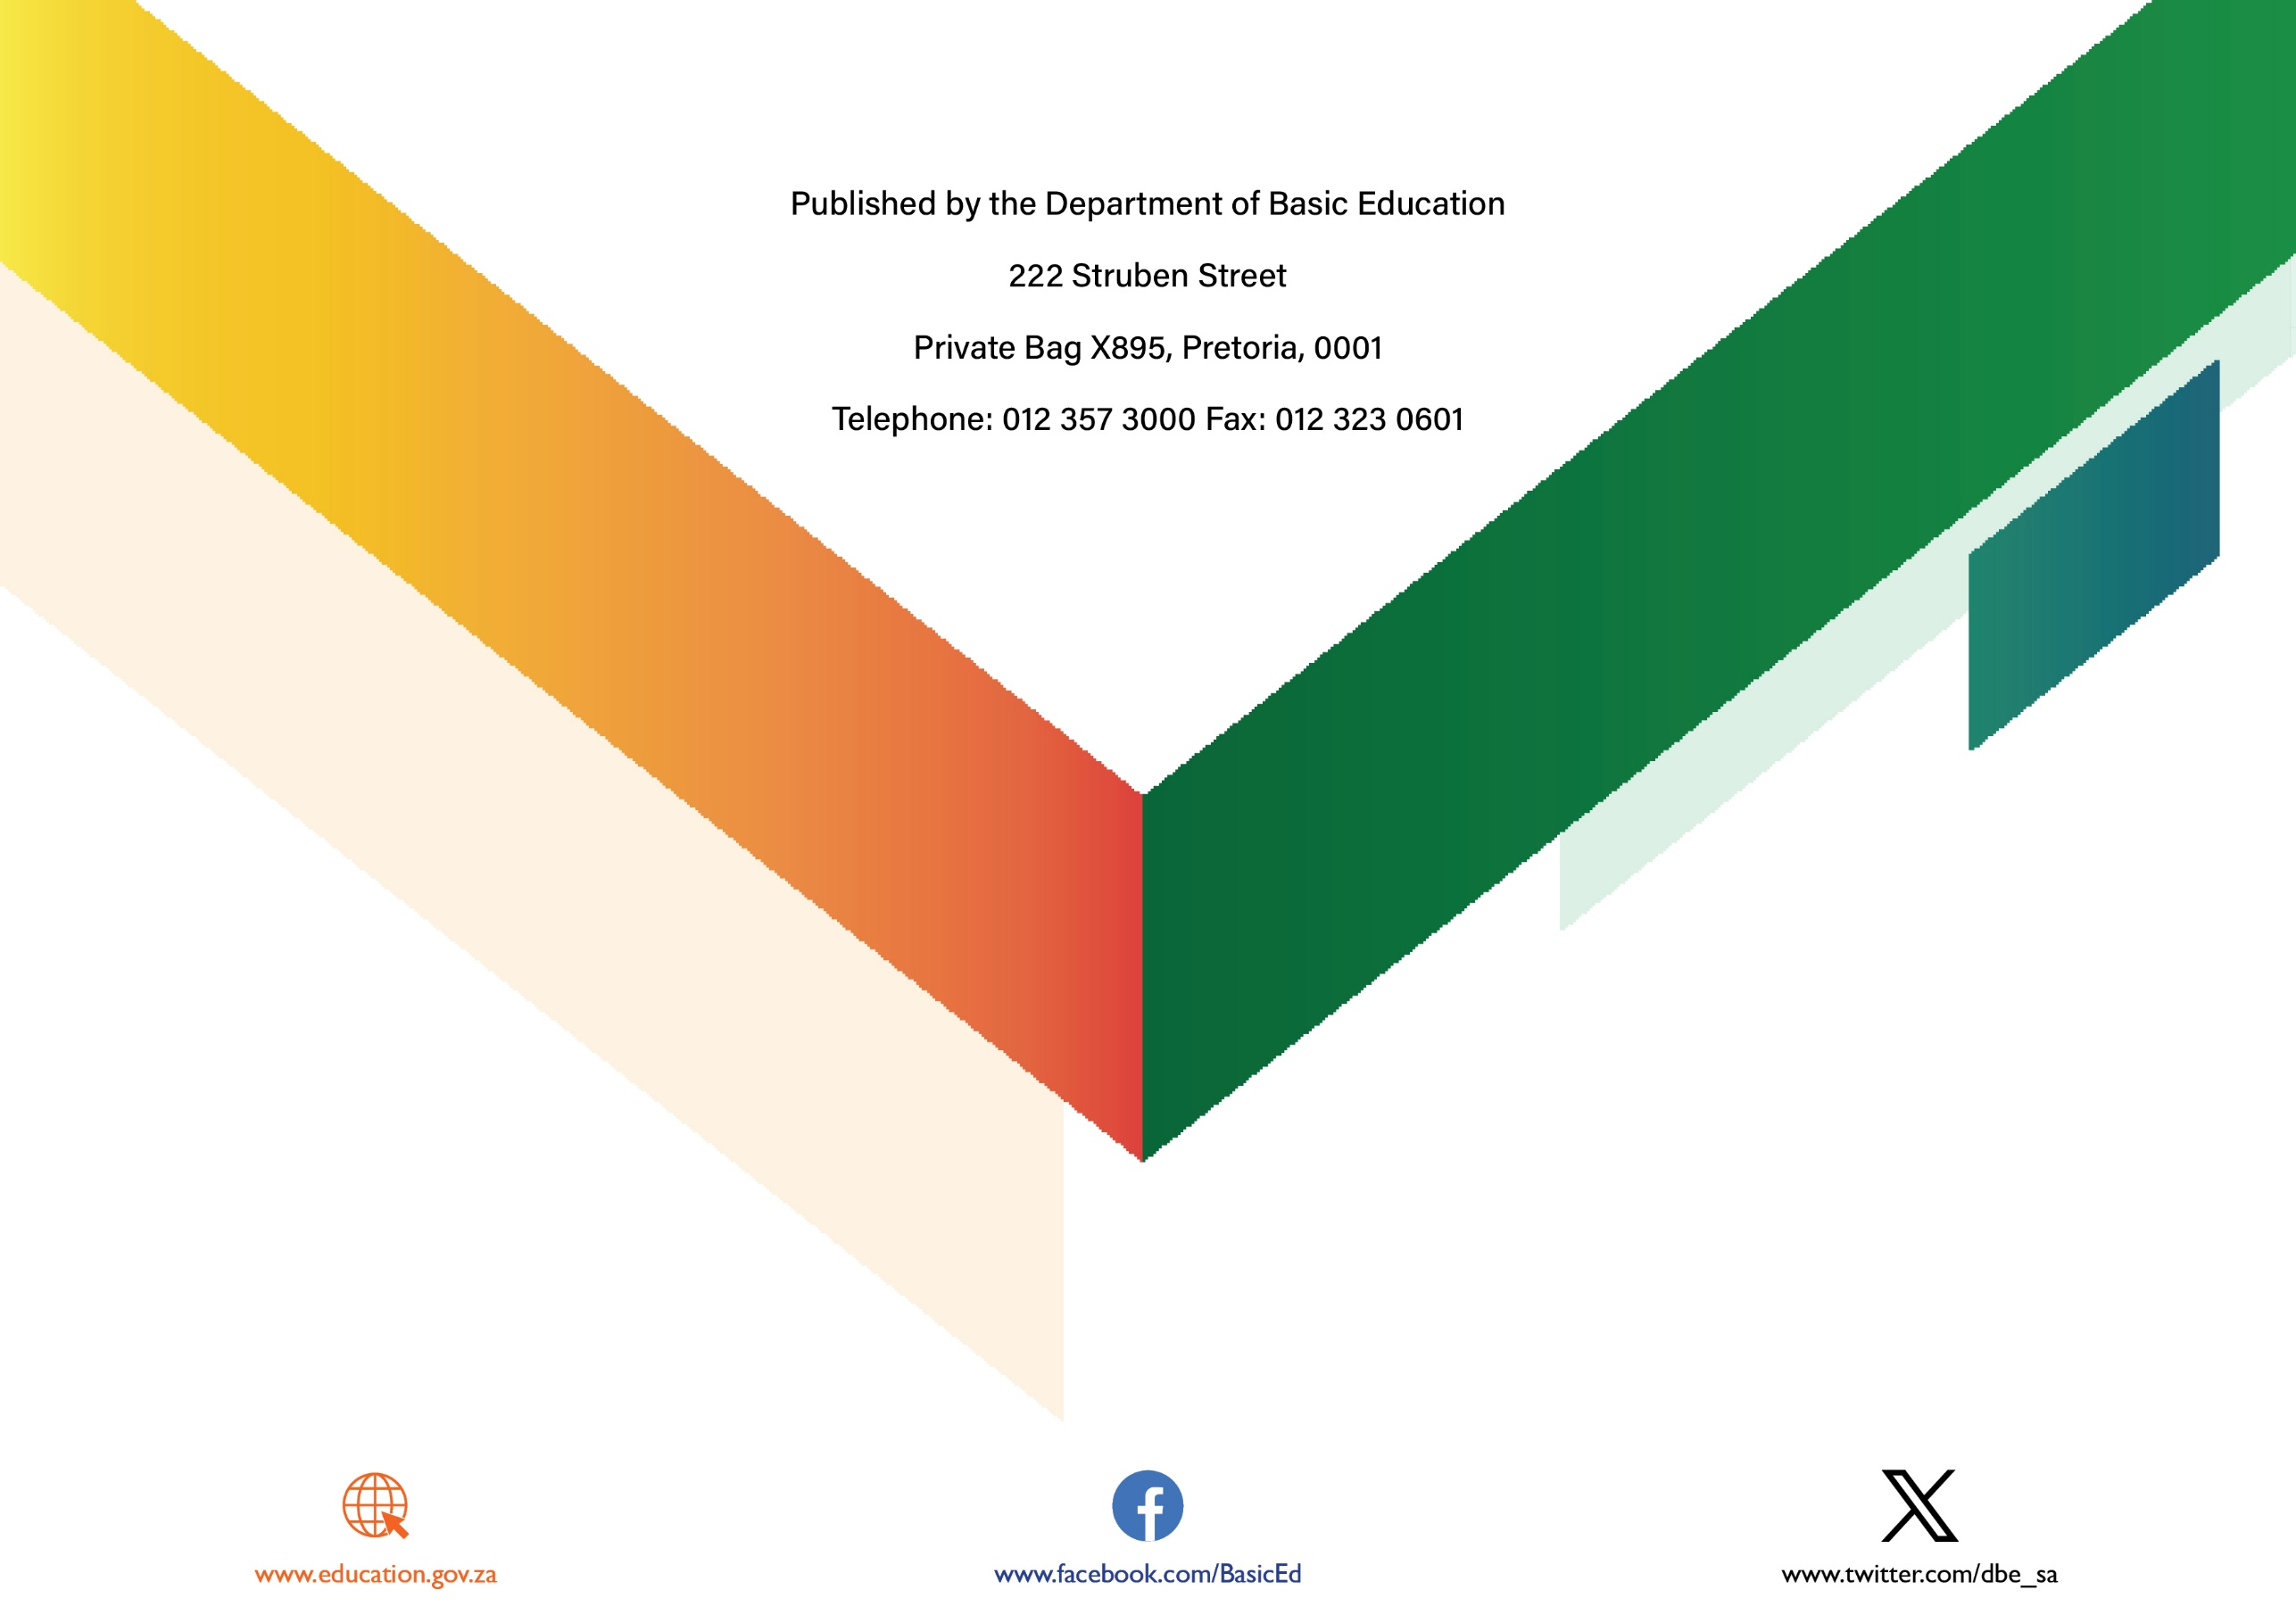 Published by the Department of Basic Education
222 Struben Street
Private Bag X895, Pretoria, 0001
Telephone: 012 357 3000 Fax: 012 323 0601
www.education.gov.za
www.facebook.com/BasicEd
www.twitter.com/dbe_sa